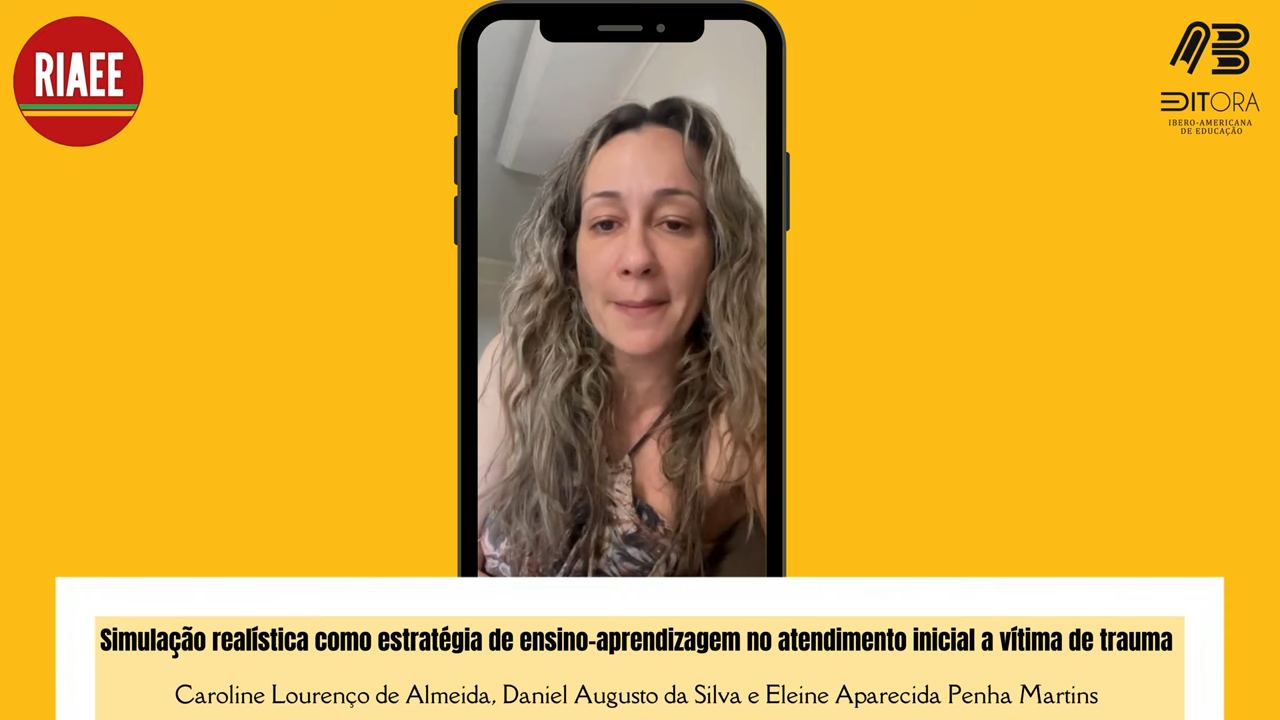 RIAEE
EDITORA
IBERO-AMERICANA
DE EDUCAÇÃO
Simulação realística como estratégia de ensino-aprendizagem no atendimento inicial a vítima de trauma
Caroline Lourenço de Almeida, Daniel Augusto da Silva e Eleine Aparecida Penha Martins